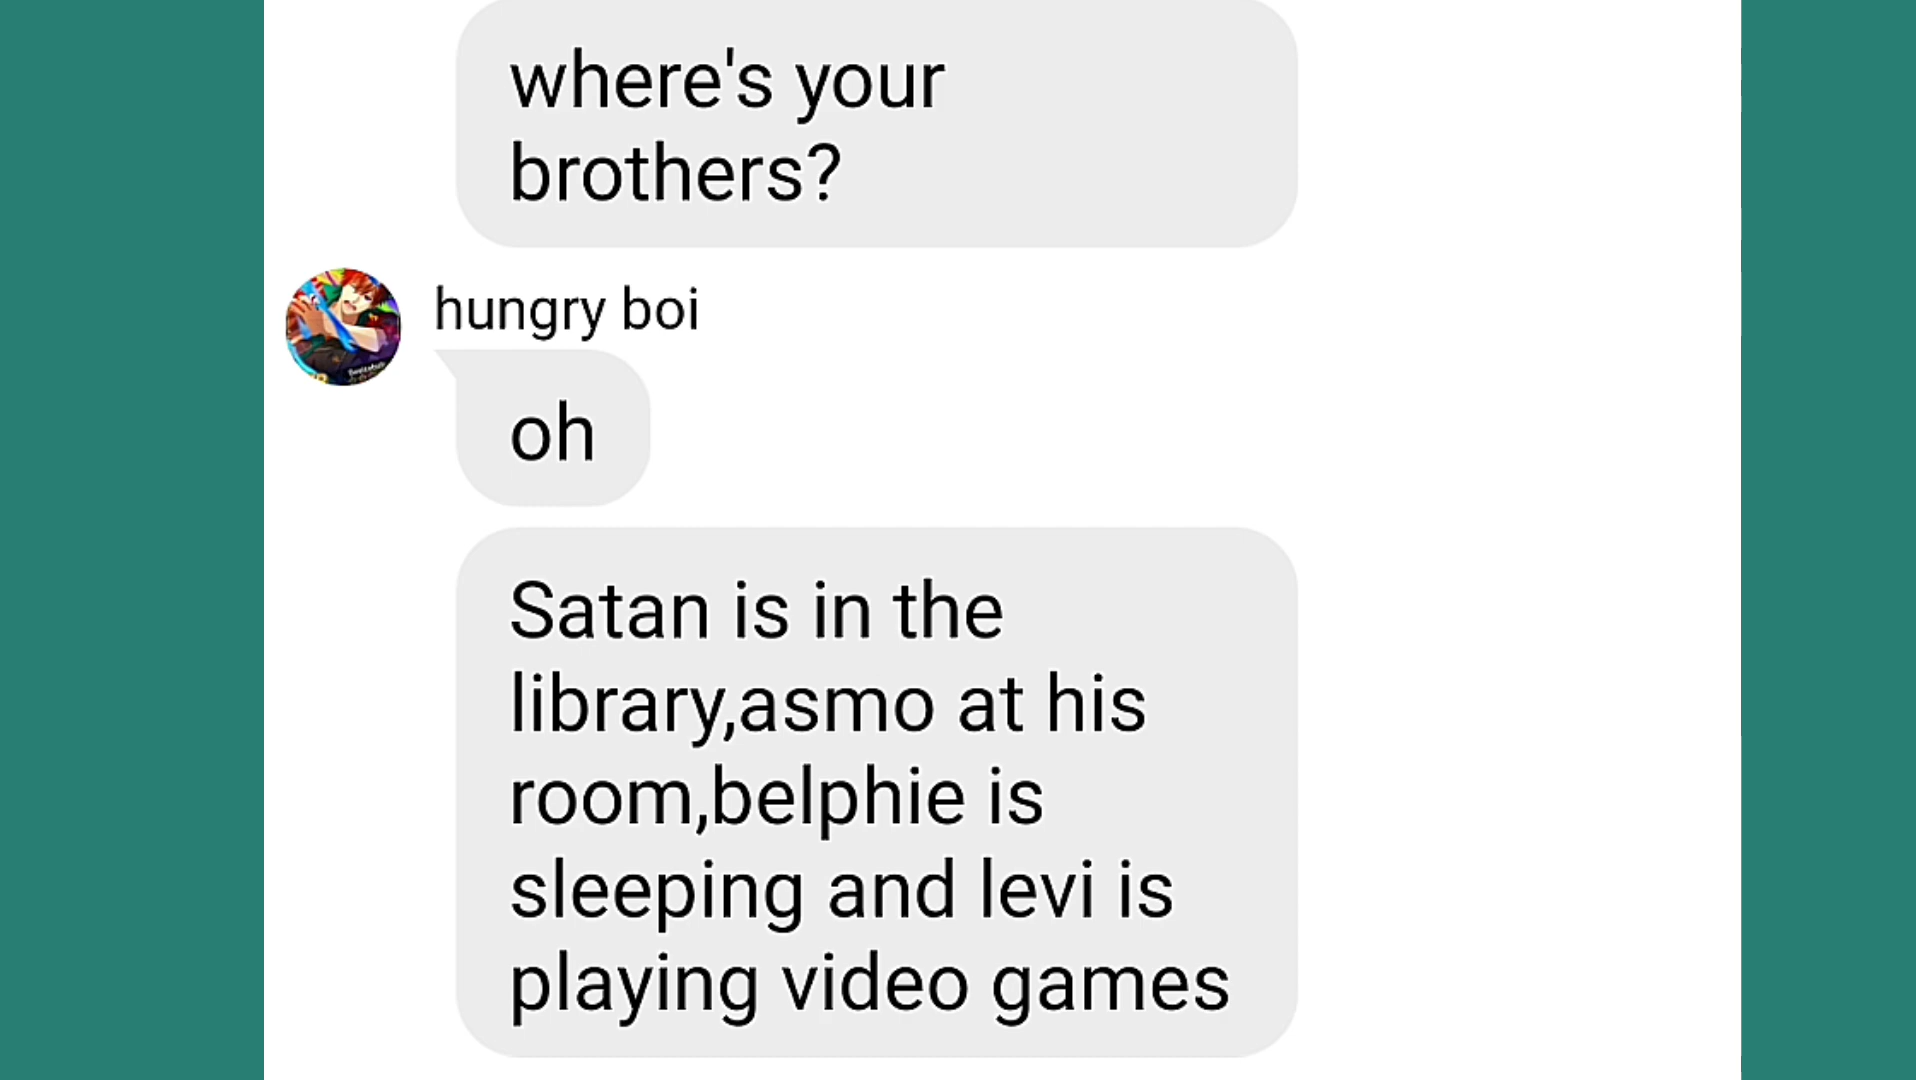 where's your
brothers?
hungry boi
oh
Satan is in the
library,asmo at his
room,belphie is
sleeping and levi is
playing video games